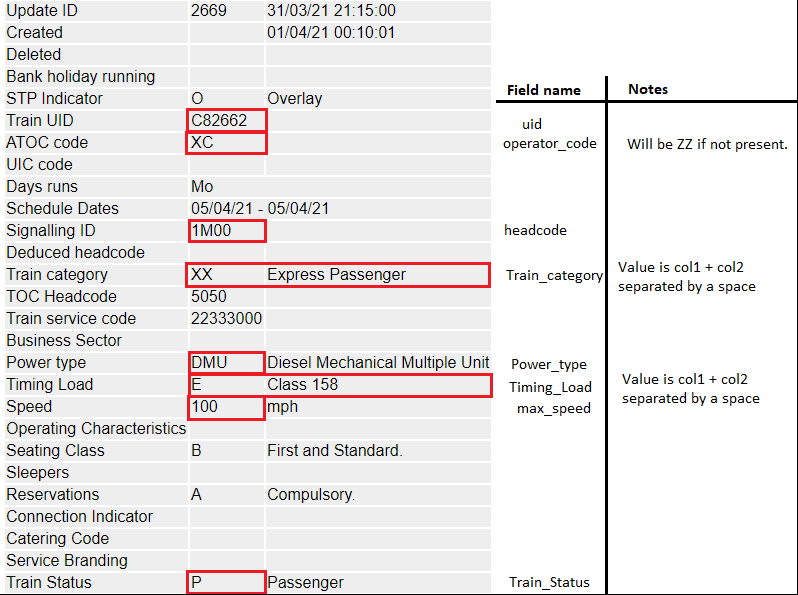 Update ID 2669 31/03/21 21:15:00
Created 01/04/21 00:10:01
Deleted
Bank holiday running
Field name Notes
STP Indicator O Overlay
Train UID C82662 uid
ATOC code XC operator_code Will be ZZ if not present.
UIC code
Days runs Mo
Schedule Dates 05/04/21 - 05/04/21
Signalling ID 1M00 headcode
Deduced headcode
Train category XX Express Passenger Train_category Value is col1 + col2
separated by a space
TOC Headcode 5050
Train service code 22333000
Business Sector
Power type DMU Diesel Mechanical Multiple Unit Power_type
Timing Load E Class 158 Timing_Load Value is col1 + col2
separated by a space
Speed 100 mph max_speed
Operating Characteristics
Seating Class B First and Standard.
Sleepers
Reservations A Compulsory.
Connection Indicator
Catering Code
Service Branding
Train Status P Passenger Train_Status